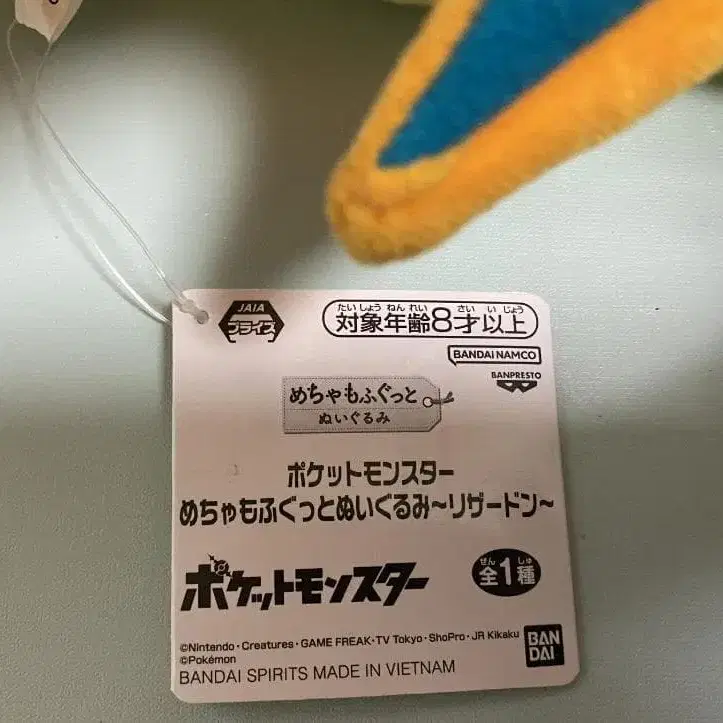 JAIA
プライズ
たいしょうねんれい さいいじょう
対象年齢8才以上
BANDAI NAMCO
BANPRESTO
めちゃもふぐっと
ぬいぐるみ
ポケットモンスター
めちゃもふぐっとぬいぐるみ~リザードン~
ポケットモンスター
ぜん しゅ
全1種
©Nintendo・Creatures・GAME FREAK・TV Tokyo・ShoPro・JR Kikaku
©Pokémon
BAN
DAI
BANDAI SPIRITS MADE IN VIETNAM